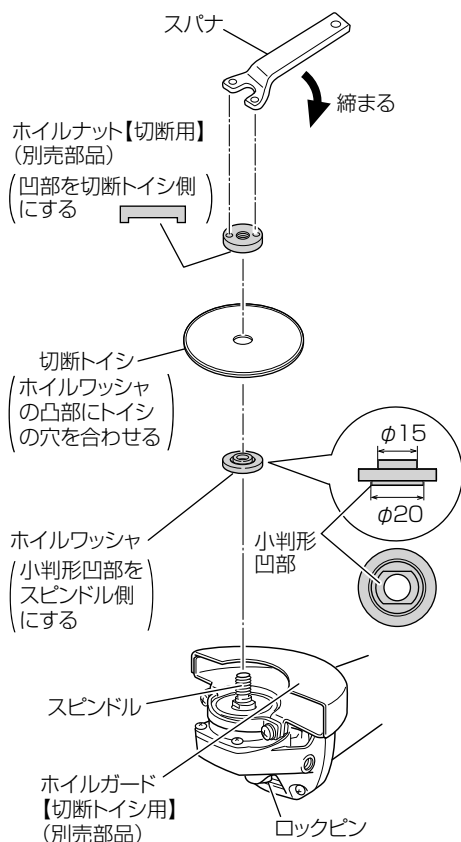 スパナ
締まる
ホイルナット【切断用】
（別売部品）
（凹部を切断トイシ側
にする）
切断トイシ
（ホイルワッシャ
の凸部にトイシ
の穴を合わせる）
φ15
φ20
小判形
凹部
ホイルワッシャ
（小判形凹部を
スピンドル側
にする）
スピンドル
ホイルガード
【切断トイシ用】
（別売部品）
ロックピン